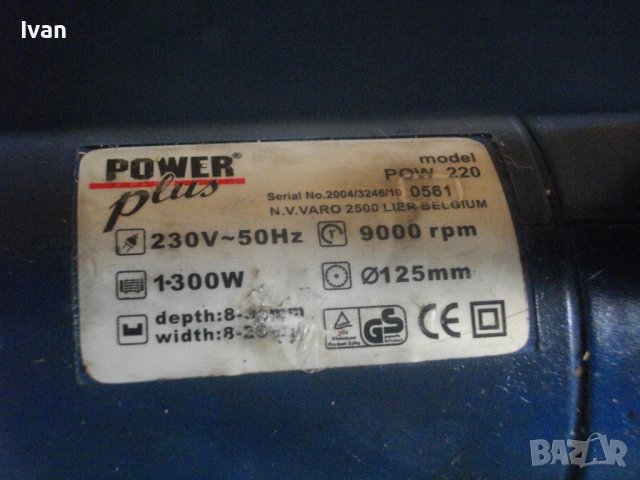 Ivan
POWER®
plus
model
POW 220
Serial No.2004/3246/10 0561
N.V.VARO 2500 LIER BELGIUM
230V~50Hz
9000 rpm
1300W
Ø125mm
depth:8-
width:8-
GS
CE
BAZAR